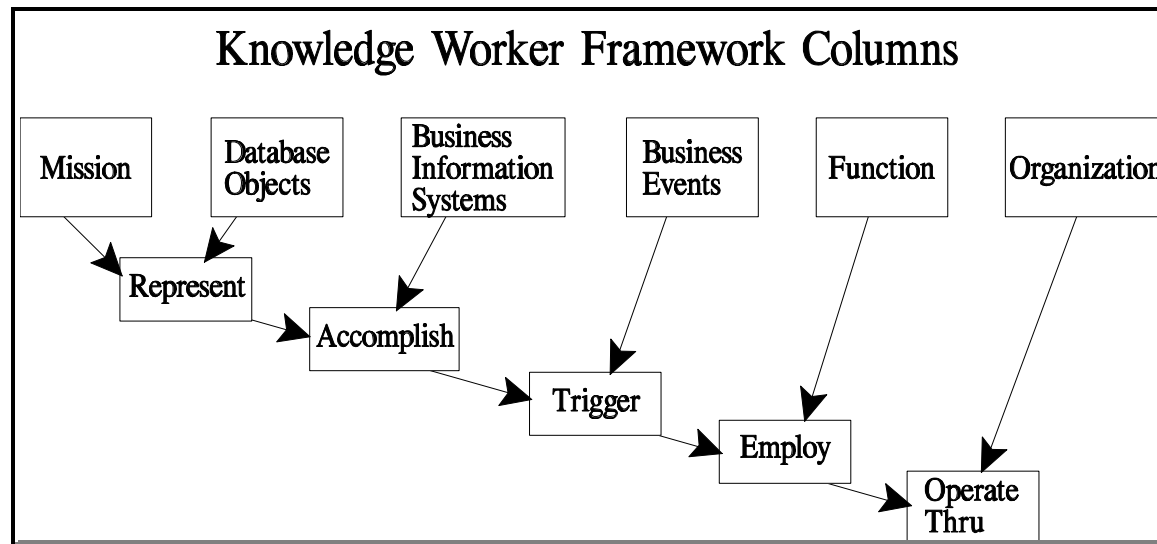 Knowledge Worker Framework Columns
Mission
Database
Objects
Business
Information
Systems
Business
Events
Function
Organization
Represent
Accomplish
Trigger
Employ
Operate
Thru